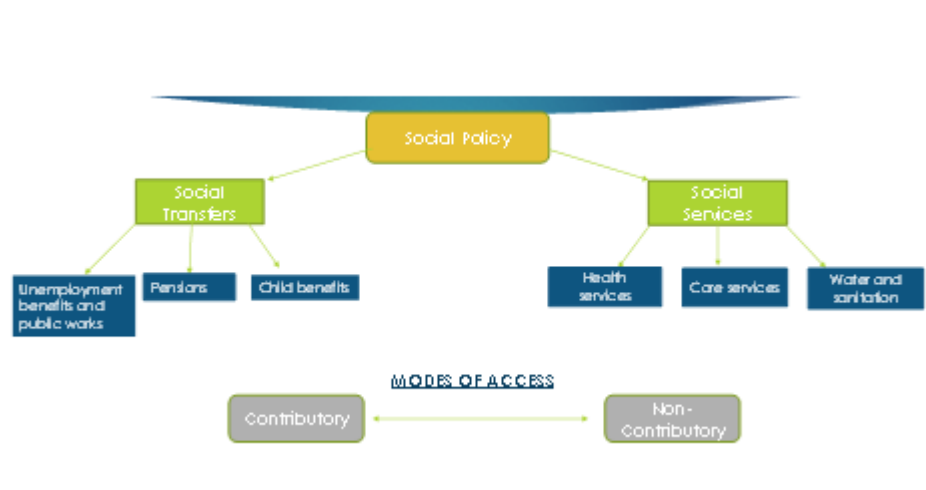 Social Policy
Social
Transfers
Social
Services
Unemployment
benefits and
public works
Pensions
Child benefits
Health
services
Care services
Water and
sanitation
MODES OF ACCESS
Contributory
Non-
Contributory